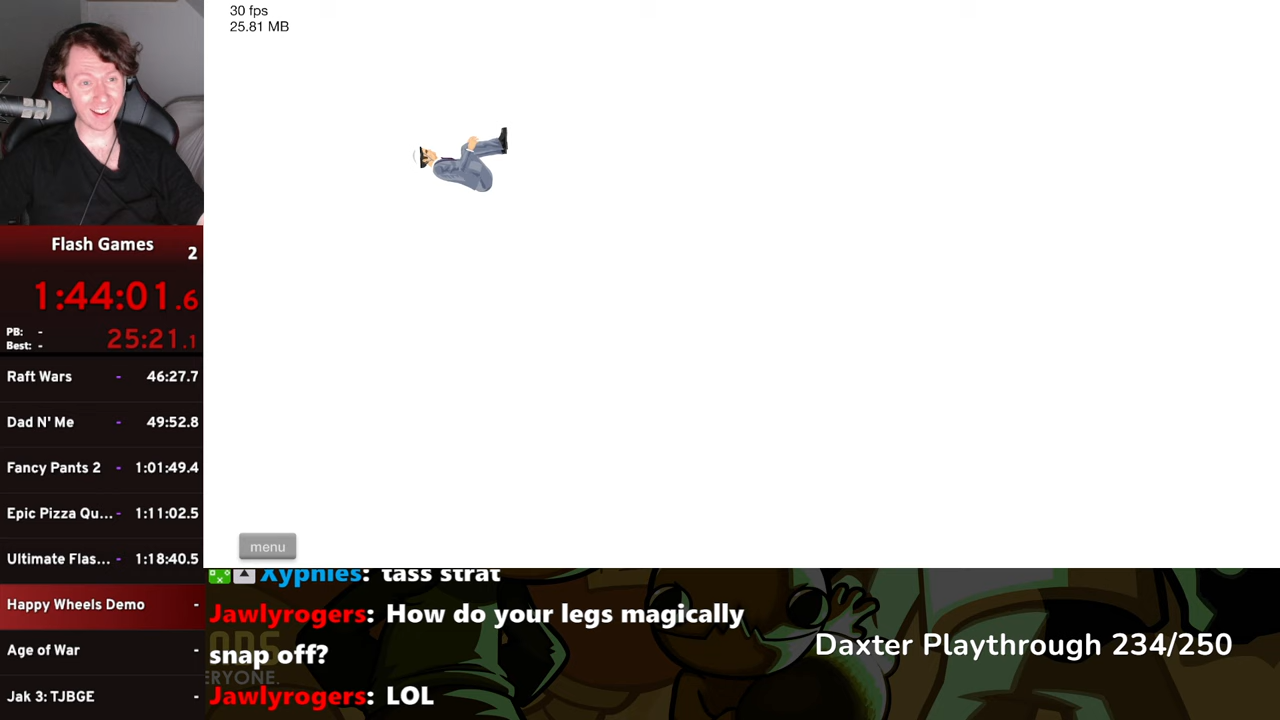 30 fps
25.81 MB
Flash Games
2
1:44:01.6
PB: -
25:21.1
Best: -
Raft Wars - 46:27.7
Dad N' Me - 49:52.8
Fancy Pants 2 - 1:01:49.4
Epic Pizza Qu... - 1:11:02.5
Ultimate Flas... - 1:18:40.5
Happy Wheels Demo -
Age of War -
Jak 3: TJBGE -
menu
Xypnies: tass strat
Jawlyrogers: How do your legs magically
snap off?
Jawlyrogers: LOL
ERYONE.
Daxter Playthrough 234/250